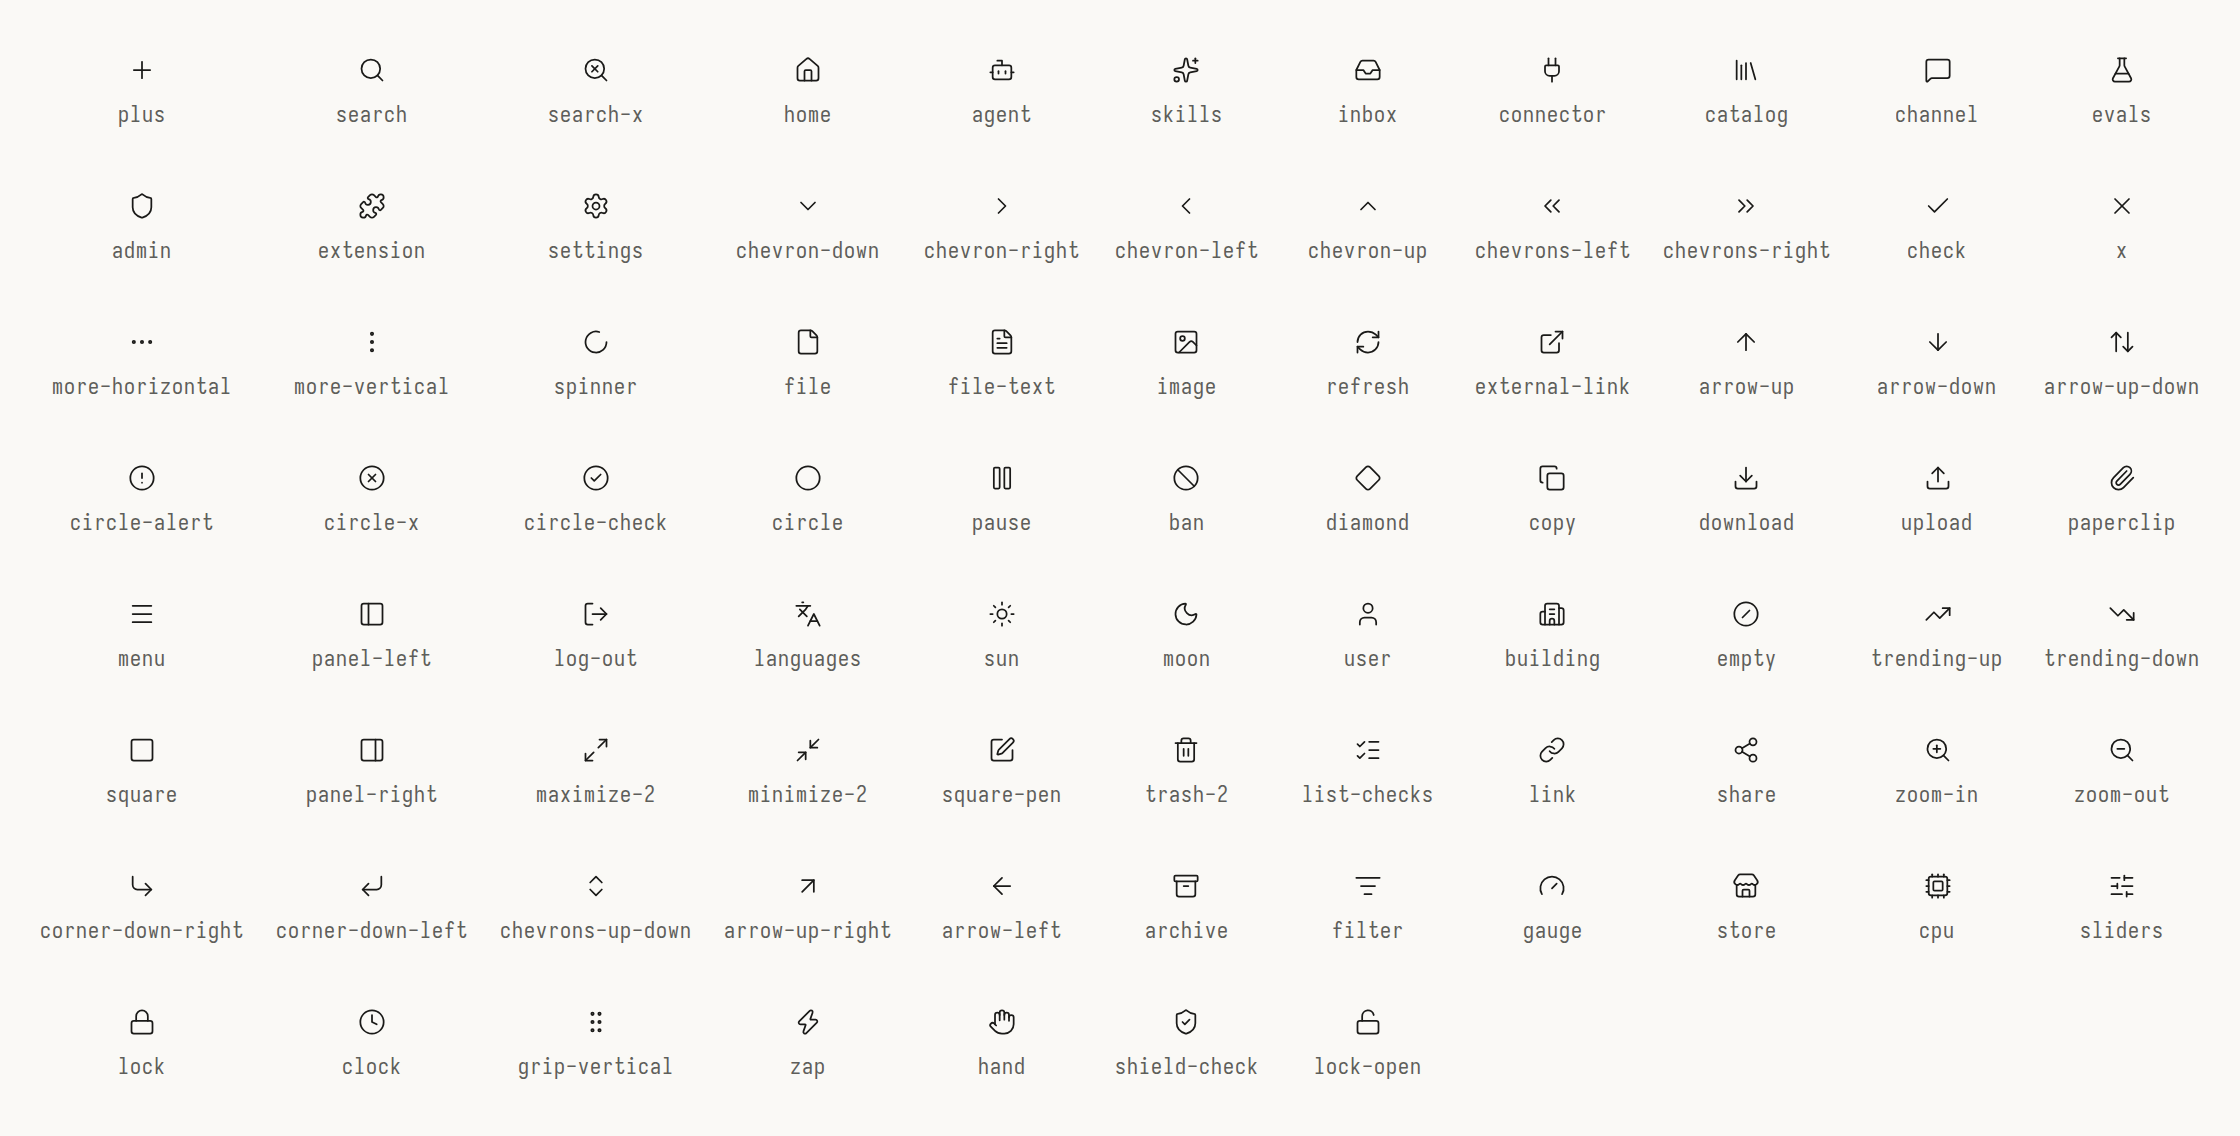 plus search search-x home agent skills inbox connector catalog channel evals
admin extension settings chevron-down chevron-right chevron-left chevron-up chevrons-left chevrons-right check x
more-horizontal more-vertical spinner file file-text image refresh external-link arrow-up arrow-down arrow-up-down
circle-alert circle-x circle-check circle pause ban diamond copy download upload paperclip
menu panel-left log-out languages sun moon user building empty trending-up trending-down
square panel-right maximize-2 minimize-2 square-pen trash-2 list-checks link share zoom-in zoom-out
corner-down-right corner-down-left chevrons-up-down arrow-up-right arrow-left archive filter gauge store cpu sliders
lock clock grip-vertical zap hand shield-check lock-open